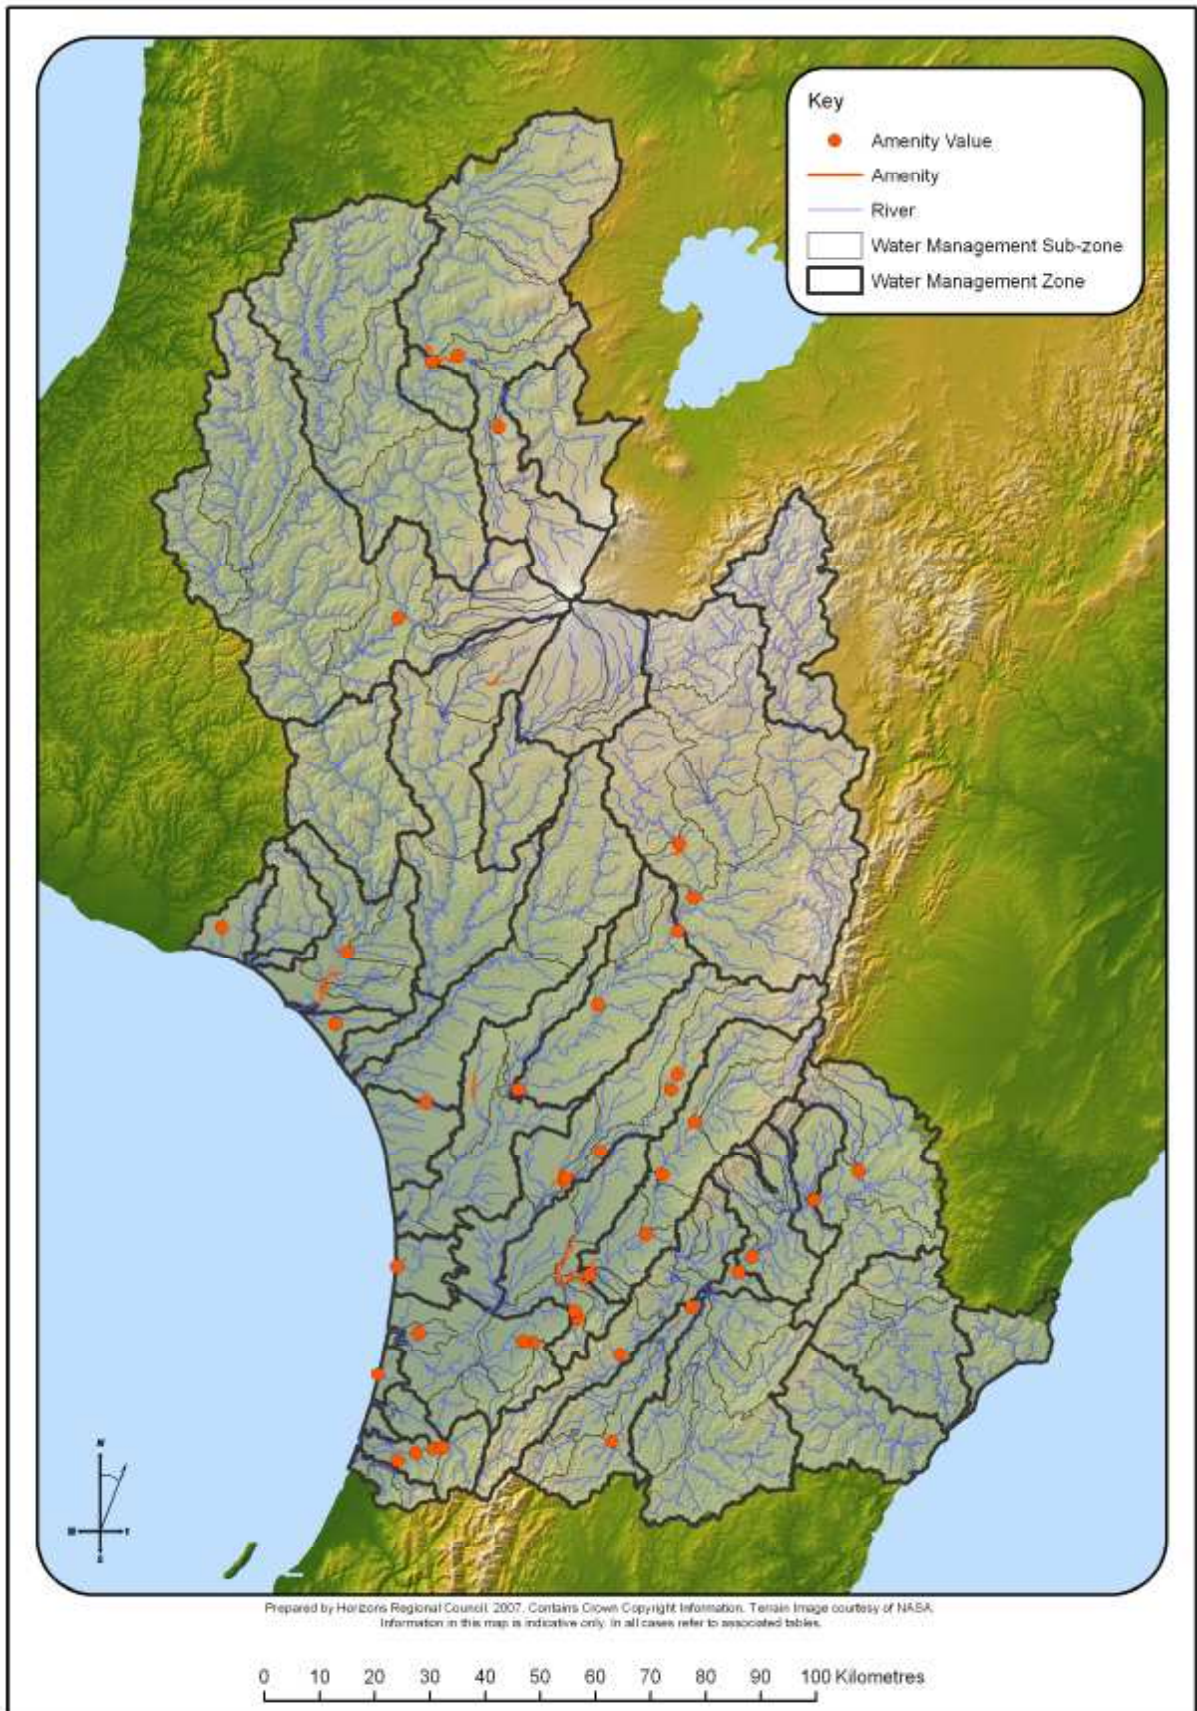 Key
Amenity Value
Amenity
River
Water Management Sub-zone
Water Management Zone
N
Prepared by Horizons Regional Council. 2007. Contains Crown Copyright Information. Terrain Image courtesy of NASA.
Information in this map is indicative only. In all cases refer to associated tables.
0 10 20 30 40 50 60 70 80 90 100 Kilometres